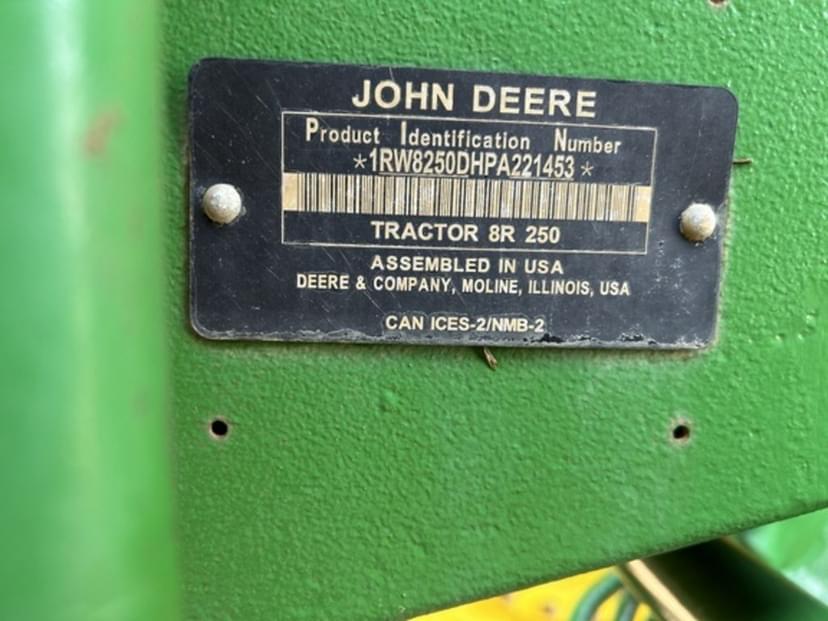 JOHN DEERE
Product Identification Number
*1RW8250DHPA221453*
TRACTOR 8R 250
ASSEMBLED IN USA
DEERE & COMPANY, MOLINE, ILLINOIS, USA
CAN ICES-2/NMB-2